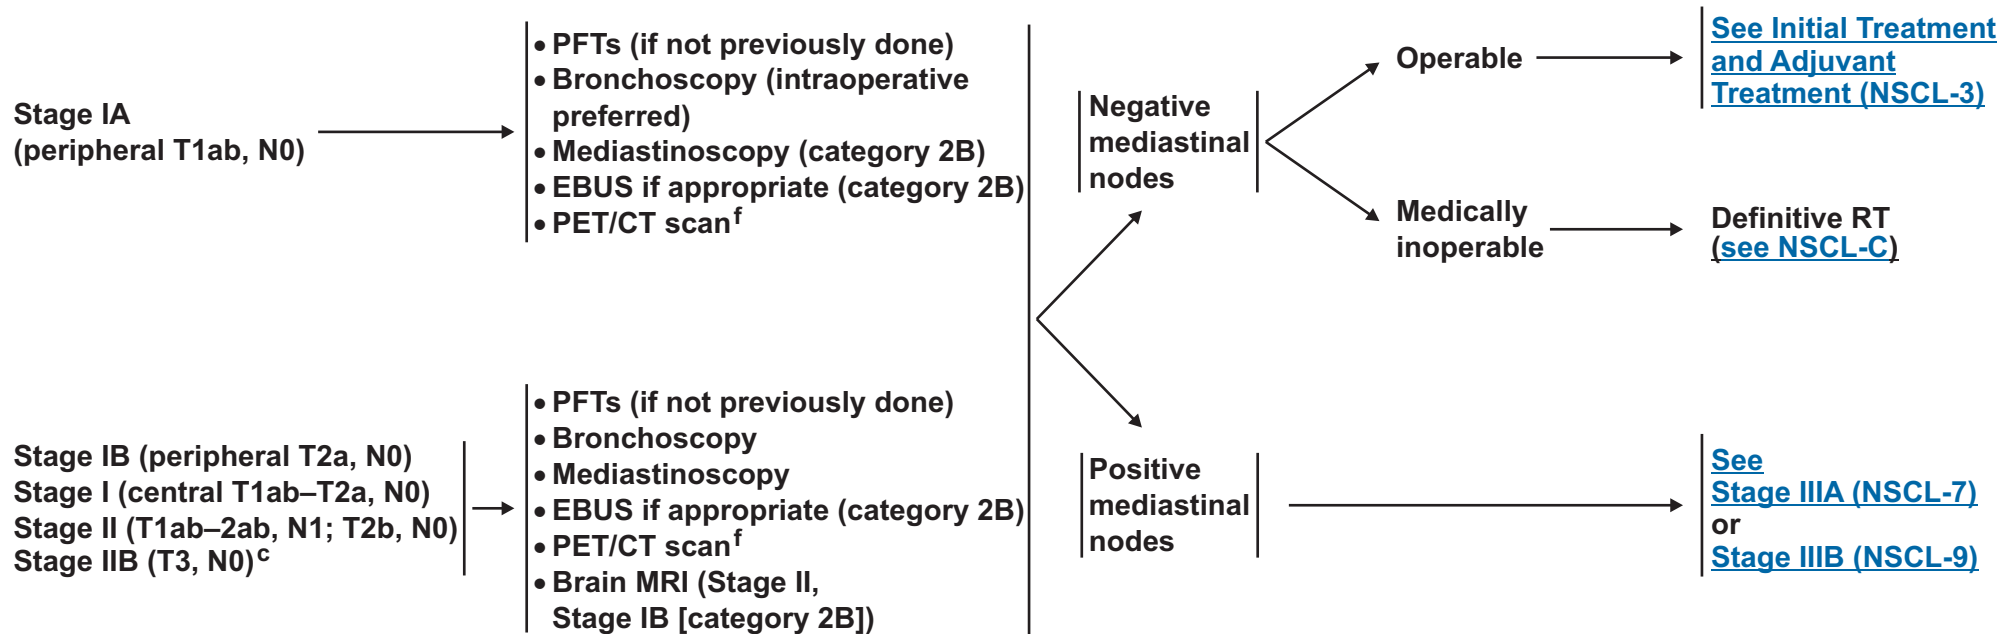 Stage IA
(peripheral T1ab, N0)
• PFTs (if not previously done)
• Bronchoscopy (intraoperative
preferred)
• Mediastinoscopy (category 2B)
• EBUS if appropriate (category 2B)
• PET/CT scanᶠ
Stage IB (peripheral T2a, N0)
Stage I (central T1ab–T2a, N0)
Stage II (T1ab–2ab, N1; T2b, N0)
Stage IIB (T3, N0)ᶜ
• PFTs (if not previously done)
• Bronchoscopy
• Mediastinoscopy
• EBUS if appropriate (category 2B)
• PET/CT scanᶠ
• Brain MRI (Stage II,
Stage IB [category 2B])
Negative
mediastinal
nodes
Operable
See Initial Treatment
and Adjuvant
Treatment (NSCL-3)
Medically
inoperable
Definitive RT
(see NSCL-C)
Positive
mediastinal
nodes
See
Stage IIIA (NSCL-7)
or
Stage IIIB (NSCL-9)